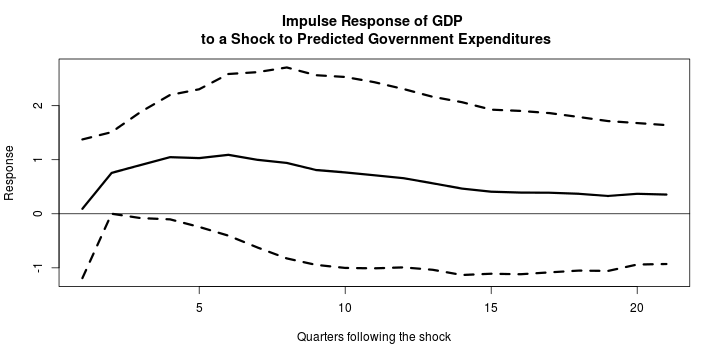 Impulse Response of GDP
to a Shock to Predicted Government Expenditures
Response
2
1
0
-1
5 10 15 20
Quarters following the shock